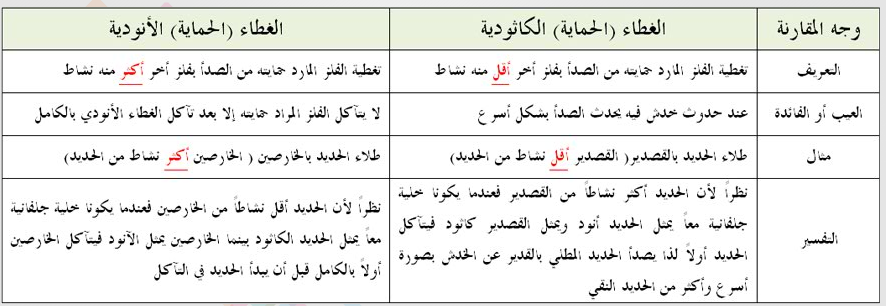 وجه المقارنة
الغطاء (الحماية) الكاثودية
الغطاء (الحماية) الأنودية
التعريف
تغطية الفلز المارد حمايته من الصدأ بفلز أخر أقل منه نشاط
تغطية الفلز المارد حمايته من الصدأ بفلز أخر أكثر منه نشاط
العيب أو الفائدة
عند حدوث خدش فيه يحدث الصدأ بشكل أسرع
لا يتآكل الفلز المراد حمايته إلا بعد تآكل الغطاء الأنودي بالكامل
مثال
طلاء الحديد بالقصدير( القصدير أقل نشاط من الحديد)
طلاء الحديد بالخارصين ( الخارصين أكثر نشاط من الحديد)
التفسير
نظراً لأن الحديد أكثر نشاطاً من القصدير فعندما يكونا خلية
جلفانية معاً يمثل الحديد أنود ويمثل القصدير كاثود فيتآكل
الحديد أولاً لذا يصدأ الحديد المطلي بالقدير عن الخدش بصورة
أسرع وأكثر من الحديد النقي
نظراً لأن الحديد أقل نشاطاً من الخارصين فعندما يكونا خلية جلفانية
معاً يمثل الحديد الكاثود بينما الخارصين يمثل الآنود فيتآكل الخارصين
أولاً بالكامل قبل أن يبدأ الحديد في التآكل